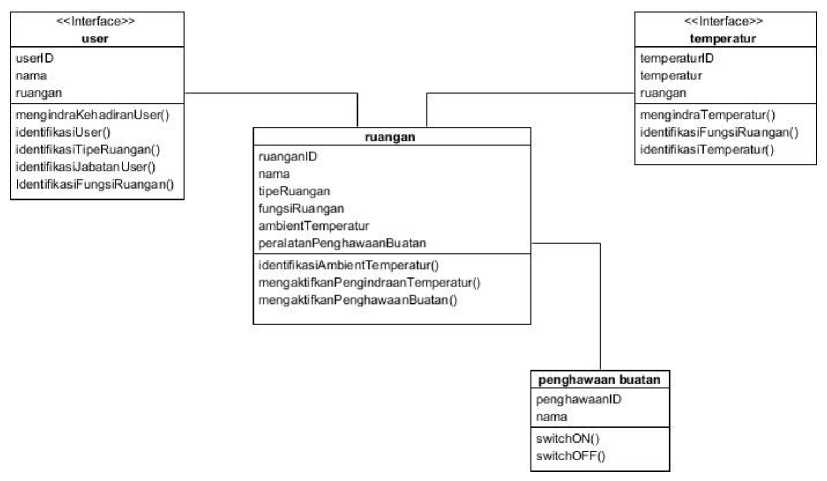 <<Interface>>
user
userID
nama
ruangan
mengindraKehadiranUser()
identifikasiUser()
identifikasiTipeRuangan()
identifikasiJabatanUser()
IdentifikasiFungsiRuangan()
<<Interface>>
temperatur
temperaturID
temperatur
ruangan
mengindraTemperatur()
identifikasiFungsiRuangan()
identifikasiTemperatur()
ruangan
ruanganID
nama
tipeRuangan
fungsiRuangan
ambientTemperatur
peralatanPenghawaanBuatan
identifikasiAmbientTemperatur()
mengaktifkanPengindraanTemperatur()
mengaktifkanPenghawaanBuatan()
penghawaan buatan
penghawaanID
nama
switchON()
switchOFF()